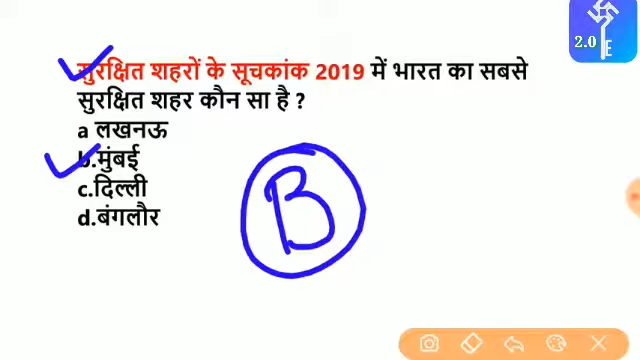 2.0
E
सुरक्षित शहरों के सूचकांक 2019 में भारत का सबसे
सुरक्षित शहर कौन सा है ?
a लखनऊ
b.मुंबई
c.दिल्ली
d.बंगलौर
B